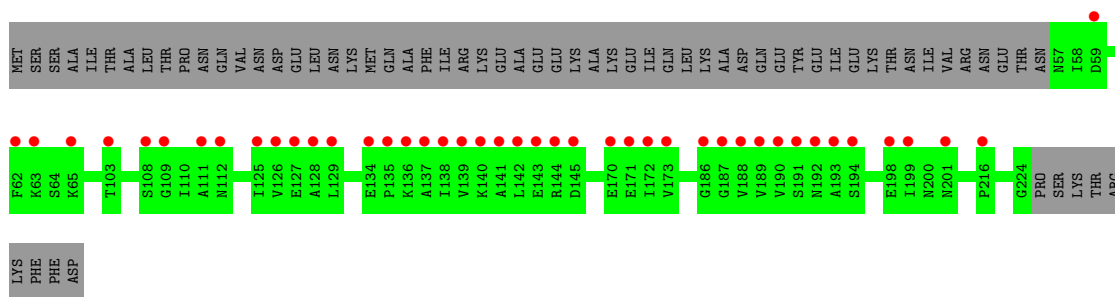 MET SER SER ALA ILE THR ALA LEU THR PRO ASN GLN VAL ASN ASP GLU LEU ASN LYS MET GLN ALA PHE ILE ARG LYS GLU ALA GLU GLU LYS ALA LYS GLU ILE GLN LEU LYS ALA ASP GLN GLU TYR GLU ILE GLU LYS THR ASN ILE VAL ARG ASN GLU THR ASN N57 I58 D59
F62 K63 S64 K65 T103 S108 G109 I110 A111 N112 I125 V126 E127 A128 L129 E134 P135 K136 A137 I138 V139 K140 A141 L142 E143 R144 D145 E170 E171 I172 V173 G186 G187 V188 V189 V190 S191 N192 A193 S194 E198 I199 N200 N201 P216 G224 PRO SER LYS THR ARG
LYS PHE PHE ASP